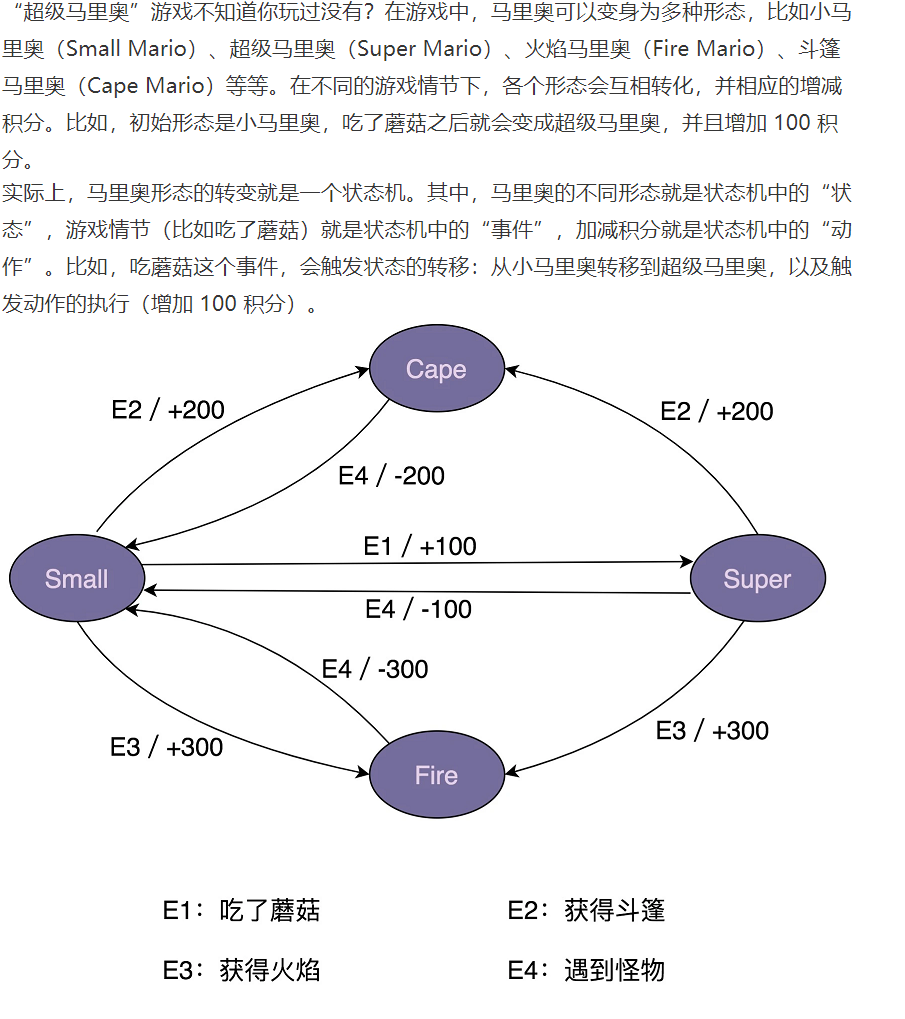 “超级马里奥”游戏不知道你玩过没有？在游戏中，马里奥可以变身为多种形态，比如小马
里奥（Small Mario）、超级马里奥（Super Mario）、火焰马里奥（Fire Mario）、斗篷
马里奥（Cape Mario）等等。在不同的游戏情节下，各个形态会互相转化，并相应的增减
积分。比如，初始形态是小马里奥，吃了蘑菇之后就会变成超级马里奥，并且增加 100 积
分。
实际上，马里奥形态的转变就是一个状态机。其中，马里奥的不同形态就是状态机中的“状
态”，游戏情节（比如吃了蘑菇）就是状态机中的“事件”，加减积分就是状态机中的“动
作”。比如，吃蘑菇这个事件，会触发状态的转移：从小马里奥转移到超级马里奥，以及触
发动作的执行（增加 100 积分）。
Cape
E2 / +200
E2 / +200
E4 / -200
E1 / +100
Small
Super
E4 / -100
E4 / -300
E3 / +300
E3 / +300
Fire
E1：吃了蘑菇
E2：获得斗篷
E3：获得火焰
E4：遇到怪物